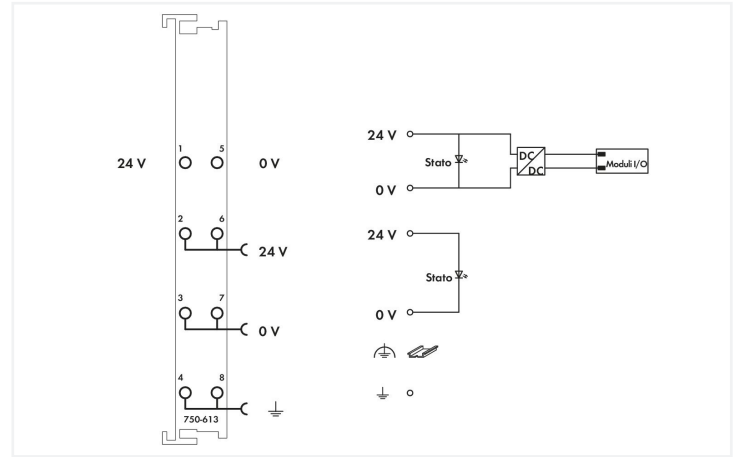 1 5
24 V 0 V
2 6
24 V
3 7
0 V
4 8
750-613
24 V
Stato
0 V
DC
DC
Moduli I/O
24 V
Stato
0 V